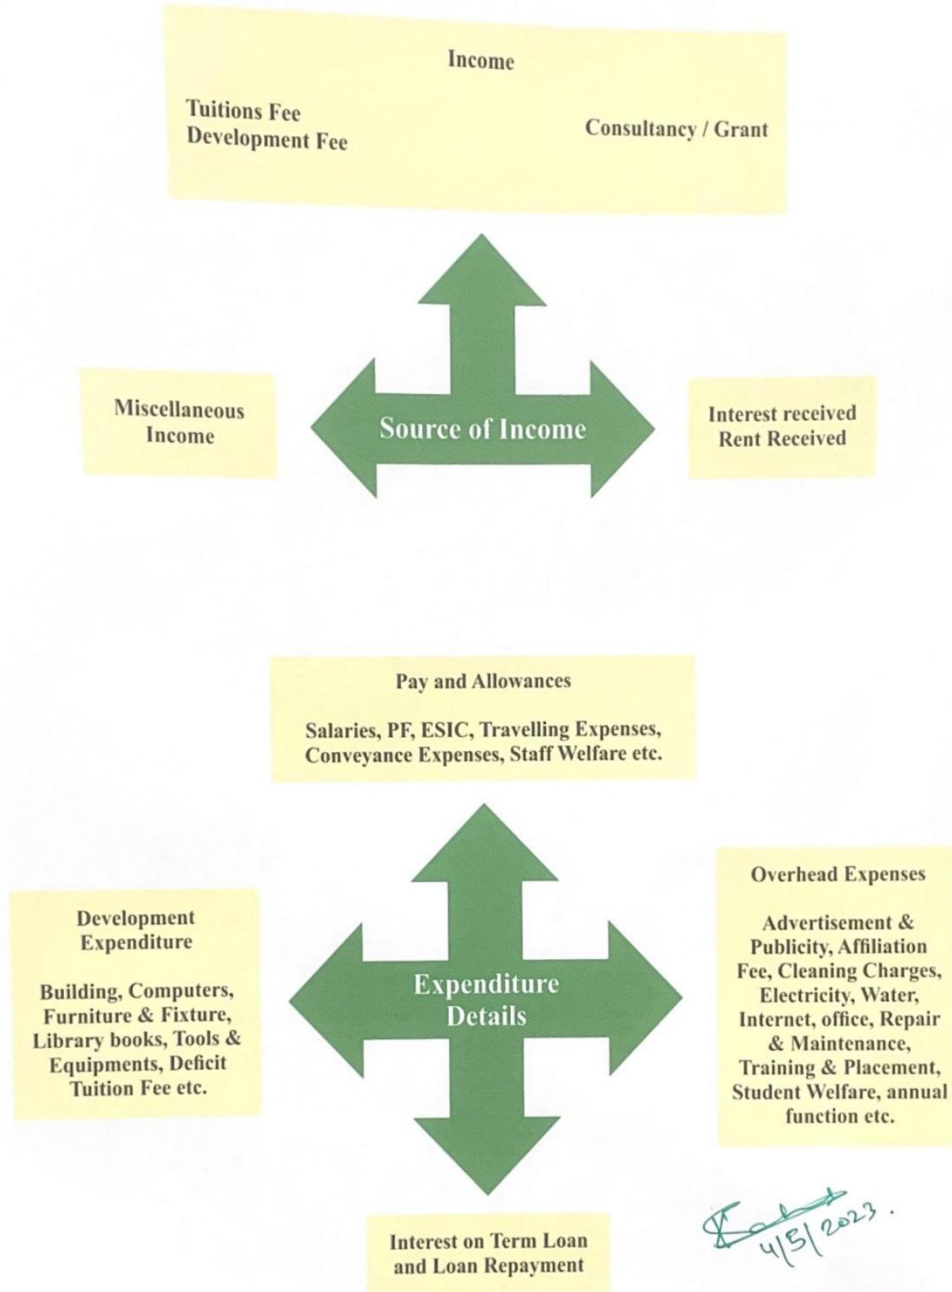 Income
Tuitions Fee
Development Fee
Consultancy / Grant
Miscellaneous
Income
Source of Income
Interest received
Rent Received
Pay and Allowances
Salaries, PF, ESIC, Travelling Expenses,
Conveyance Expenses, Staff Welfare etc.
Development
Expenditure
Building, Computers,
Furniture & Fixture,
Library books, Tools &
Equipments, Deficit
Tuition Fee etc.
Expenditure
Details
Overhead Expenses
Advertisement &
Publicity, Affiliation
Fee, Cleaning Charges,
Electricity, Water,
Internet, office, Repair
& Maintenance,
Training & Placement,
Student Welfare, annual
function etc.
Interest on Term Loan
and Loan Repayment
4/5/2023.